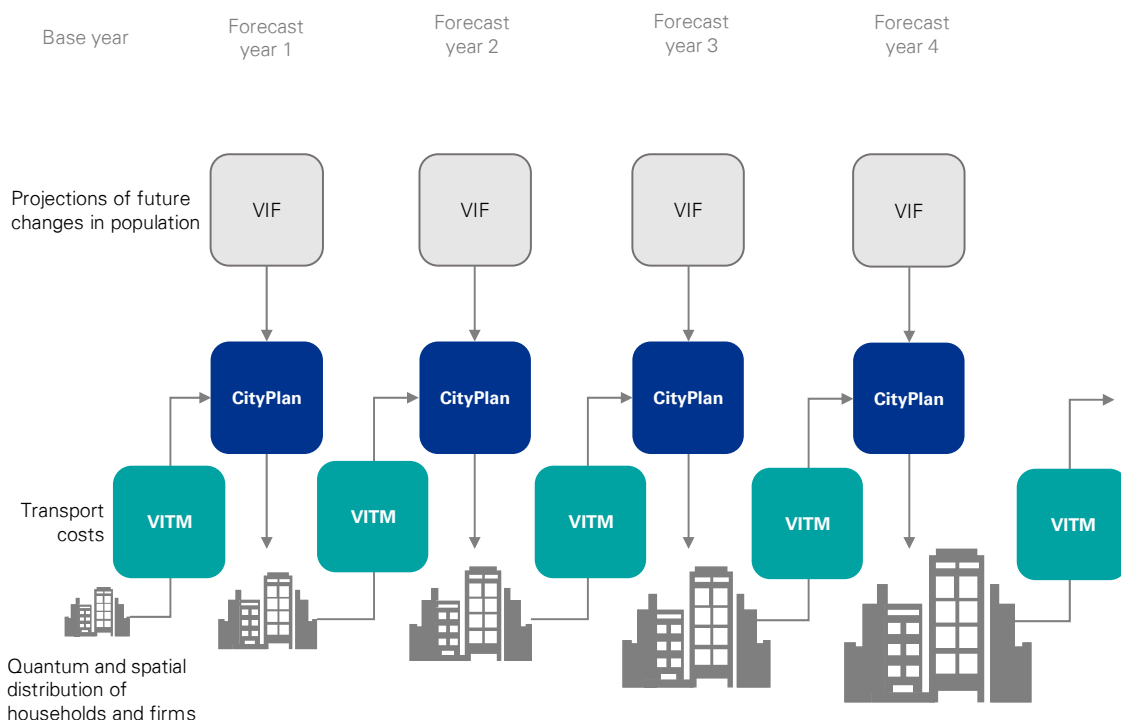 Base year
Forecast
year 1
Forecast
year 2
Forecast
year 3
Forecast
year 4
Projections of future
changes in population
VIF
VIF
VIF
VIF
CityPlan
CityPlan
CityPlan
CityPlan
Transport
costs
VITM
VITM
VITM
VITM
VITM
Quantum and spatial
distribution of
households and firms